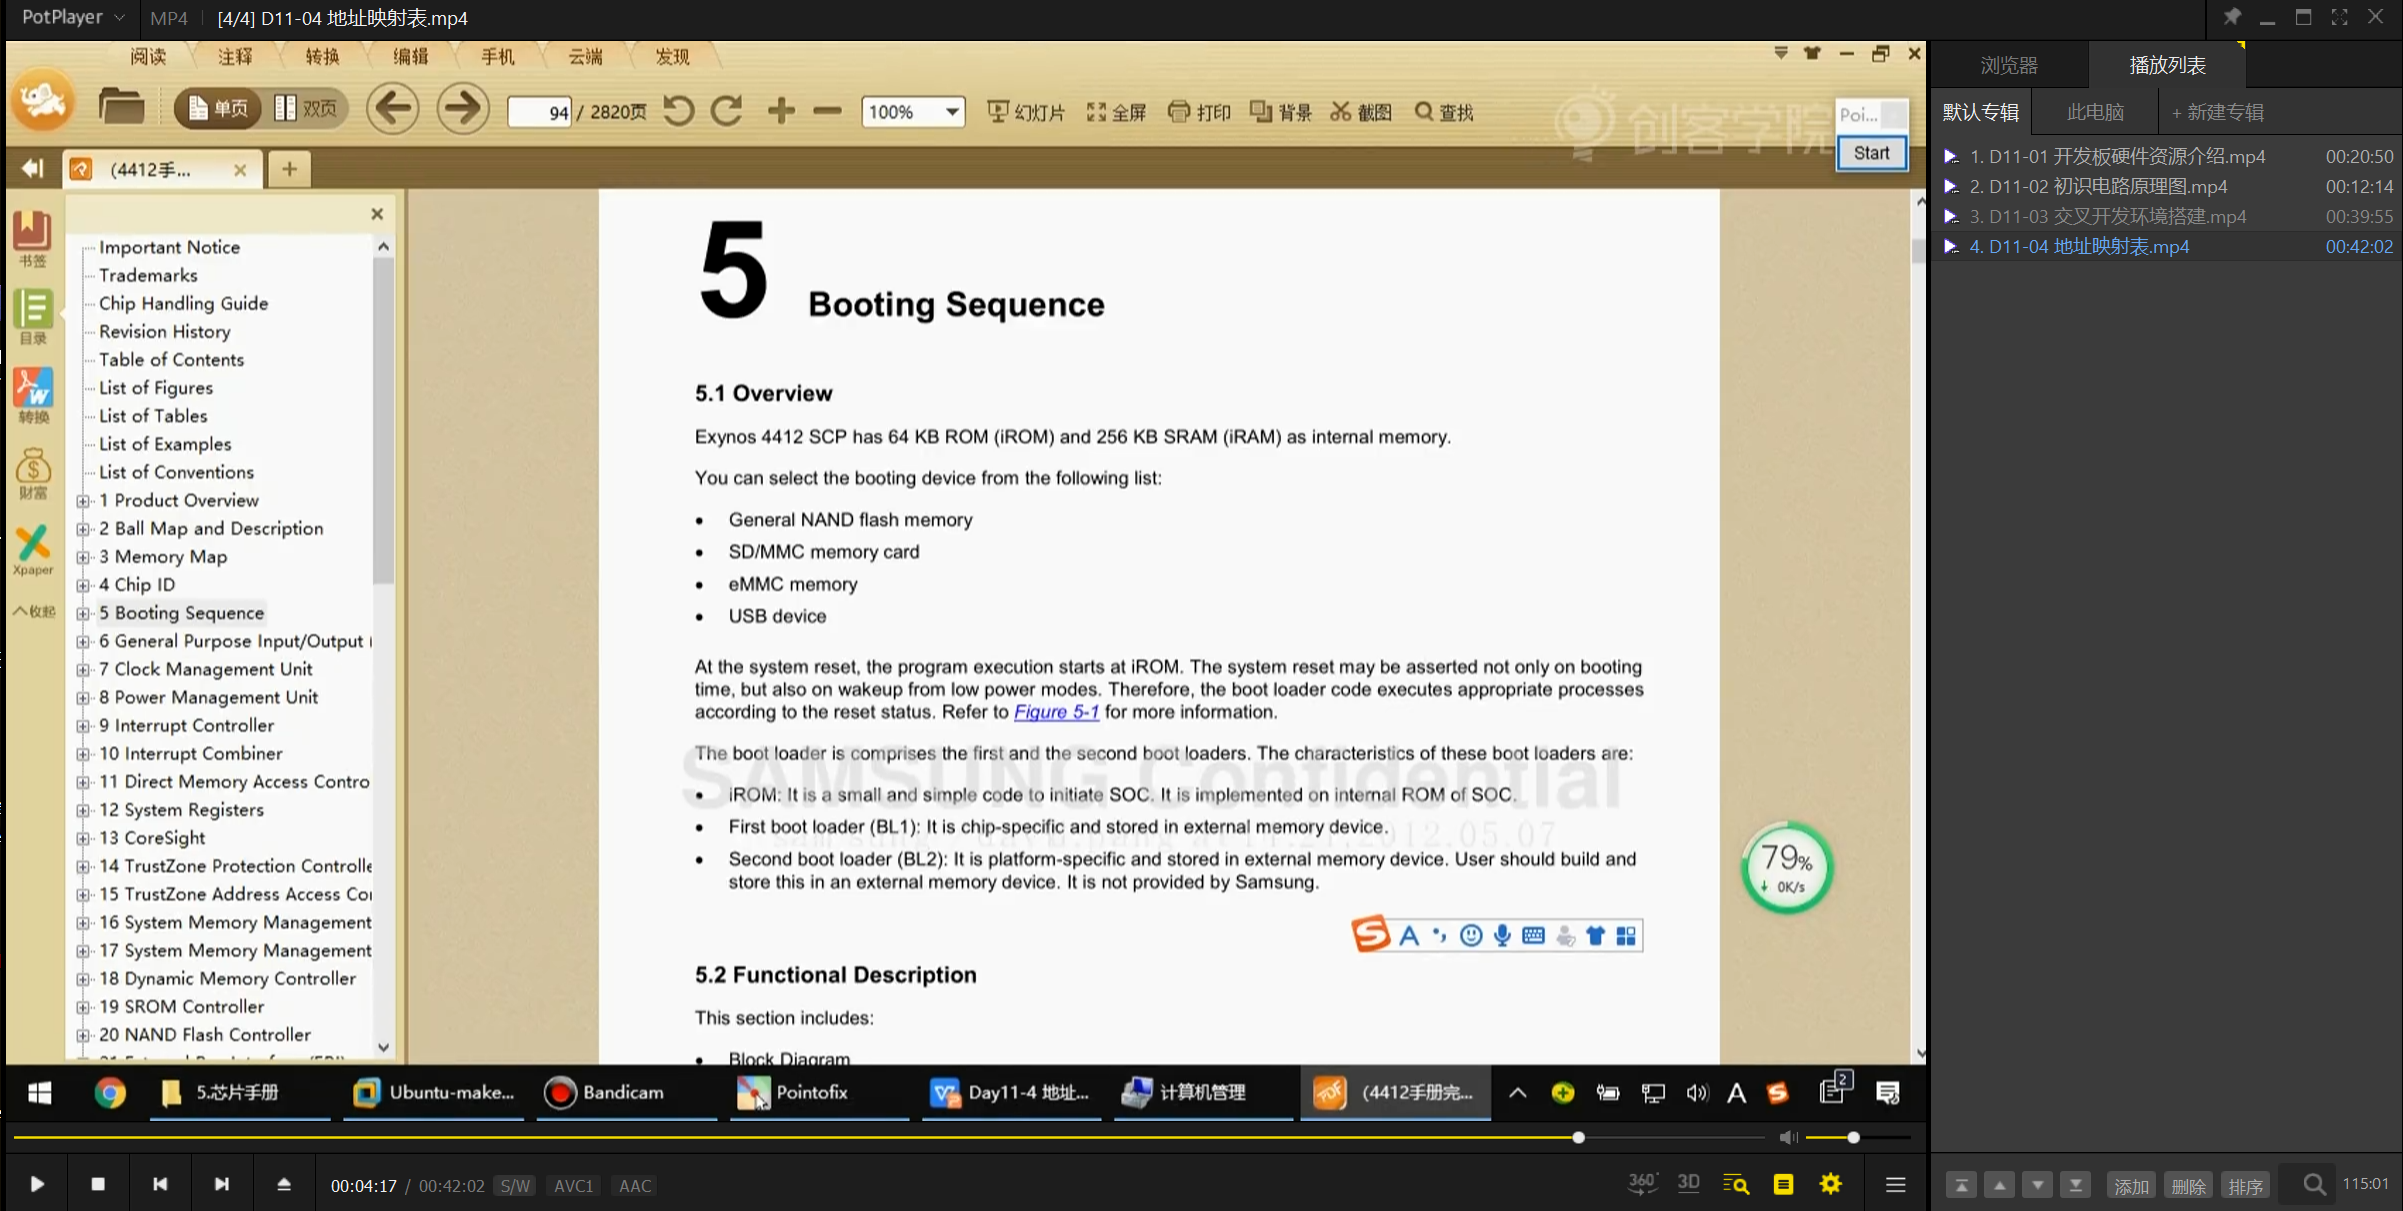 PotPlayer MP4 [4/4] D11-04 地址映射表.mp4
阅读 注释 转换 编辑 手机 云端 发现
单页 双页 94 / 2820页 100% 幻灯片 全屏 打印 背景 截图 查找
创客学院
Poi...
Start
(4412手...
书签
目录
转换
财富
Xpaper
收起
Important Notice
Trademarks
Chip Handling Guide
Revision History
Table of Contents
List of Figures
List of Tables
List of Examples
List of Conventions
1 Product Overview
2 Ball Map and Description
3 Memory Map
4 Chip ID
5 Booting Sequence
6 General Purpose Input/Output
7 Clock Management Unit
8 Power Management Unit
9 Interrupt Controller
10 Interrupt Combiner
11 Direct Memory Access Contro
12 System Registers
13 CoreSight
14 TrustZone Protection Controlle
15 TrustZone Address Access Co
16 System Memory Management
17 System Memory Management
18 Dynamic Memory Controller
19 SROM Controller
20 NAND Flash Controller
5 Booting Sequence
5.1 Overview
Exynos 4412 SCP has 64 KB ROM (iROM) and 256 KB SRAM (iRAM) as internal memory.
You can select the booting device from the following list:
• General NAND flash memory
• SD/MMC memory card
• eMMC memory
• USB device
At the system reset, the program execution starts at iROM. The system reset may be asserted not only on booting
time, but also on wakeup from low power modes. Therefore, the boot loader code executes appropriate processes
according to the reset status. Refer to Figure 5-1 for more information.
The boot loader is comprises the first and the second boot loaders. The characteristics of these boot loaders are:
SAMSUNG Confidential
• iROM: It is a small and simple code to initiate SOC. It is implemented on internal ROM of SOC.
• First boot loader (BL1): It is chip-specific and stored in external memory device.
• Second boot loader (BL2): It is platform-specific and stored in external memory device. User should build and
store this in an external memory device. It is not provided by Samsung.
79%
0K/s
5.2 Functional Description
This section includes:
• Block Diagram
5.芯片手册 Ubuntu-make... Bandicam Pointofix Day11-4 地址... 计算机管理 (4412手册完... A 2
00:04:17 / 00:42:02 S/W AVC1 AAC 360° 3D
浏览器 播放列表
默认专辑 此电脑 + 新建专辑
1. D11-01 开发板硬件资源介绍.mp4 00:20:50
2. D11-02 初识电路原理图.mp4 00:12:14
3. D11-03 交叉开发环境搭建.mp4 00:39:55
4. D11-04 地址映射表.mp4 00:42:02
添加 删除 排序 115:01